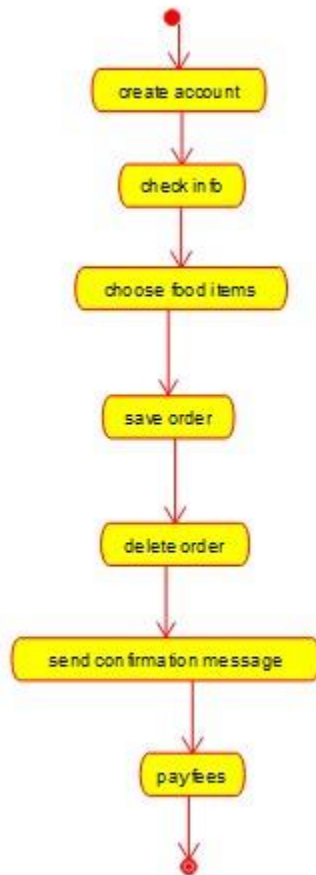 create account
check info
choose food items
save order
delete order
send confirmation message
pay fees